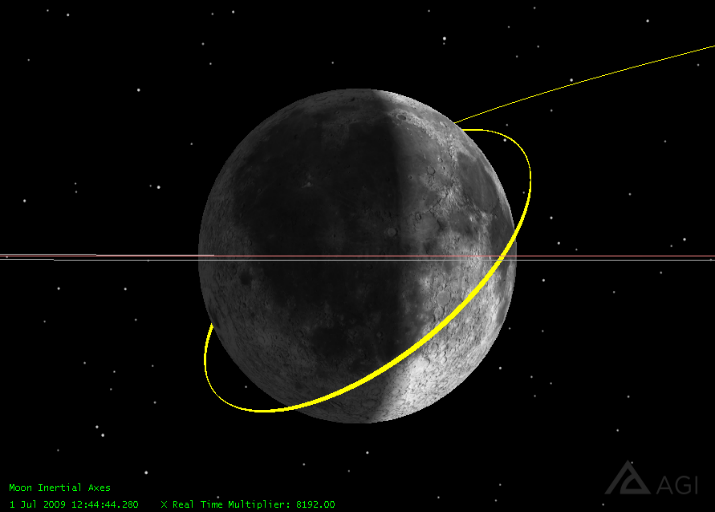 Moon Inertial Axes
1 Jul 2009 12:44:44.280 X Real Time Multiplier: 8192.00
AGI